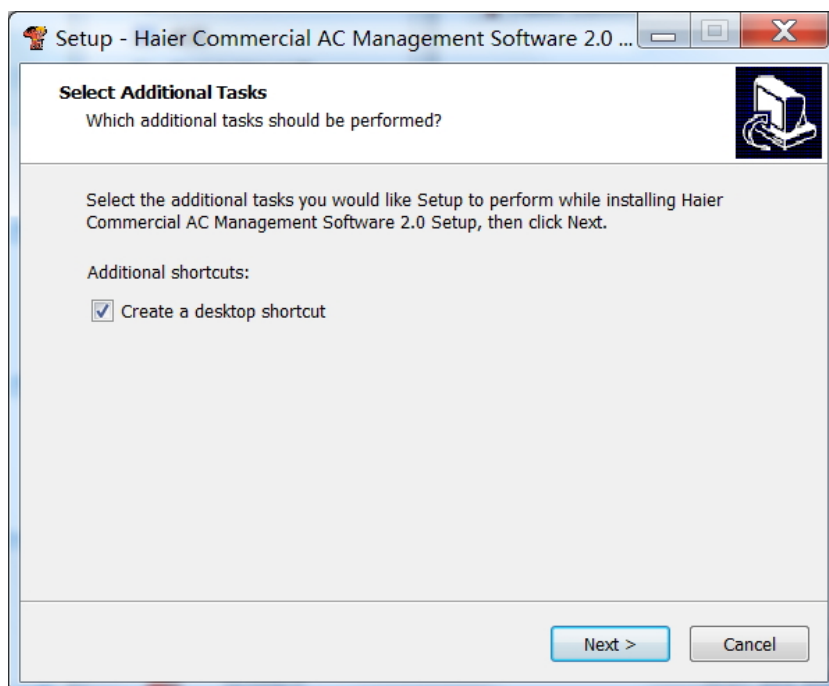 Setup - Haier Commercial AC Management Software 2.0 ...
Select Additional Tasks
Which additional tasks should be performed?
Select the additional tasks you would like Setup to perform while installing Haier
Commercial AC Management Software 2.0 Setup, then click Next.
Additional shortcuts:
Create a desktop shortcut
Next >
Cancel